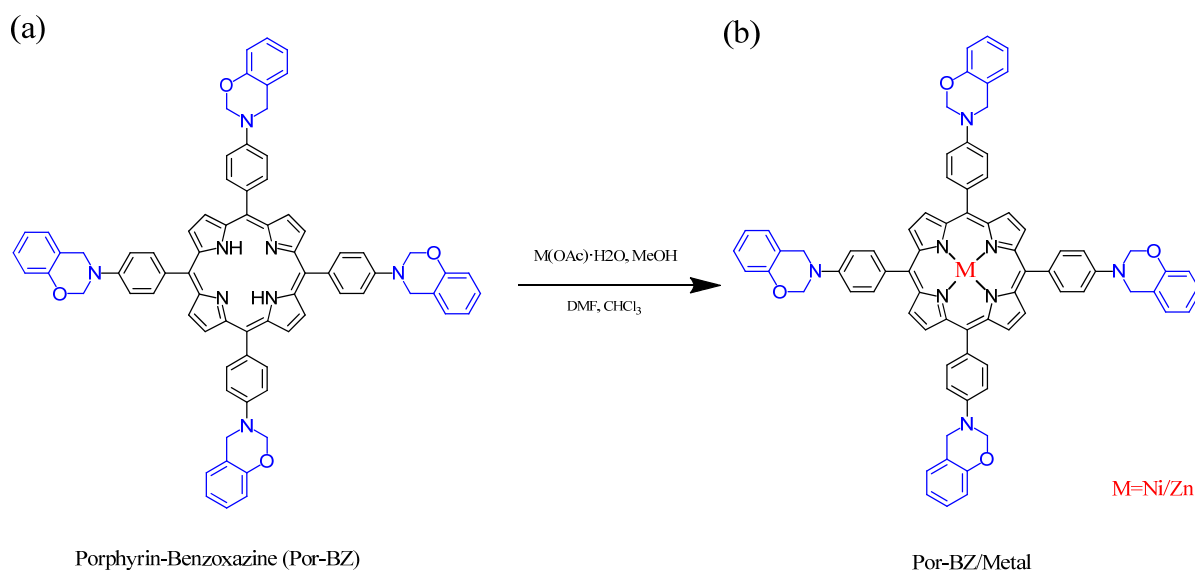 (a)
(b)
O
N
NH
N
N
HN
N
O
N
O
N
O
M(OAc)·H2O, MeOH
DMF, CHCl3
O
N
N
N
M
N
N
N
O
N
O
N
O
M=Ni/Zn
Porphyrin-Benzoxazine (Por-BZ)
Por-BZ/Metal